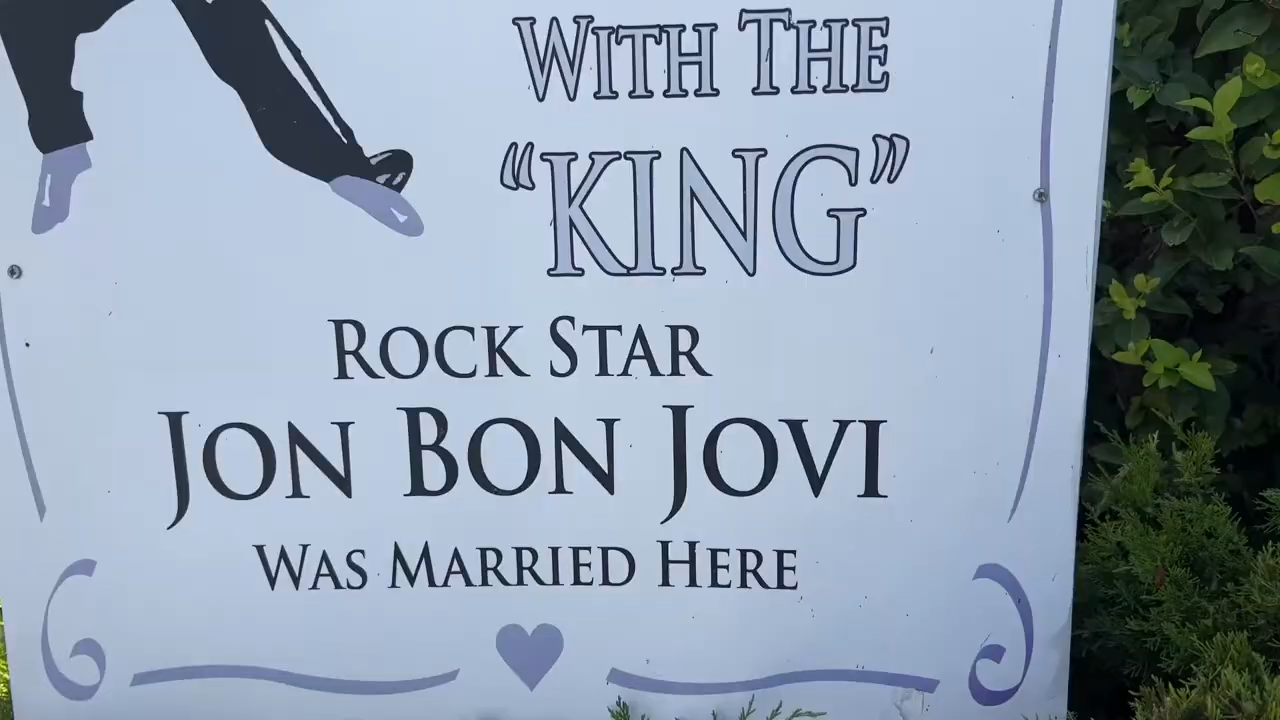 WITH THE
“KING”
ROCK STAR
JON BON JOVI
WAS MARRIED HERE